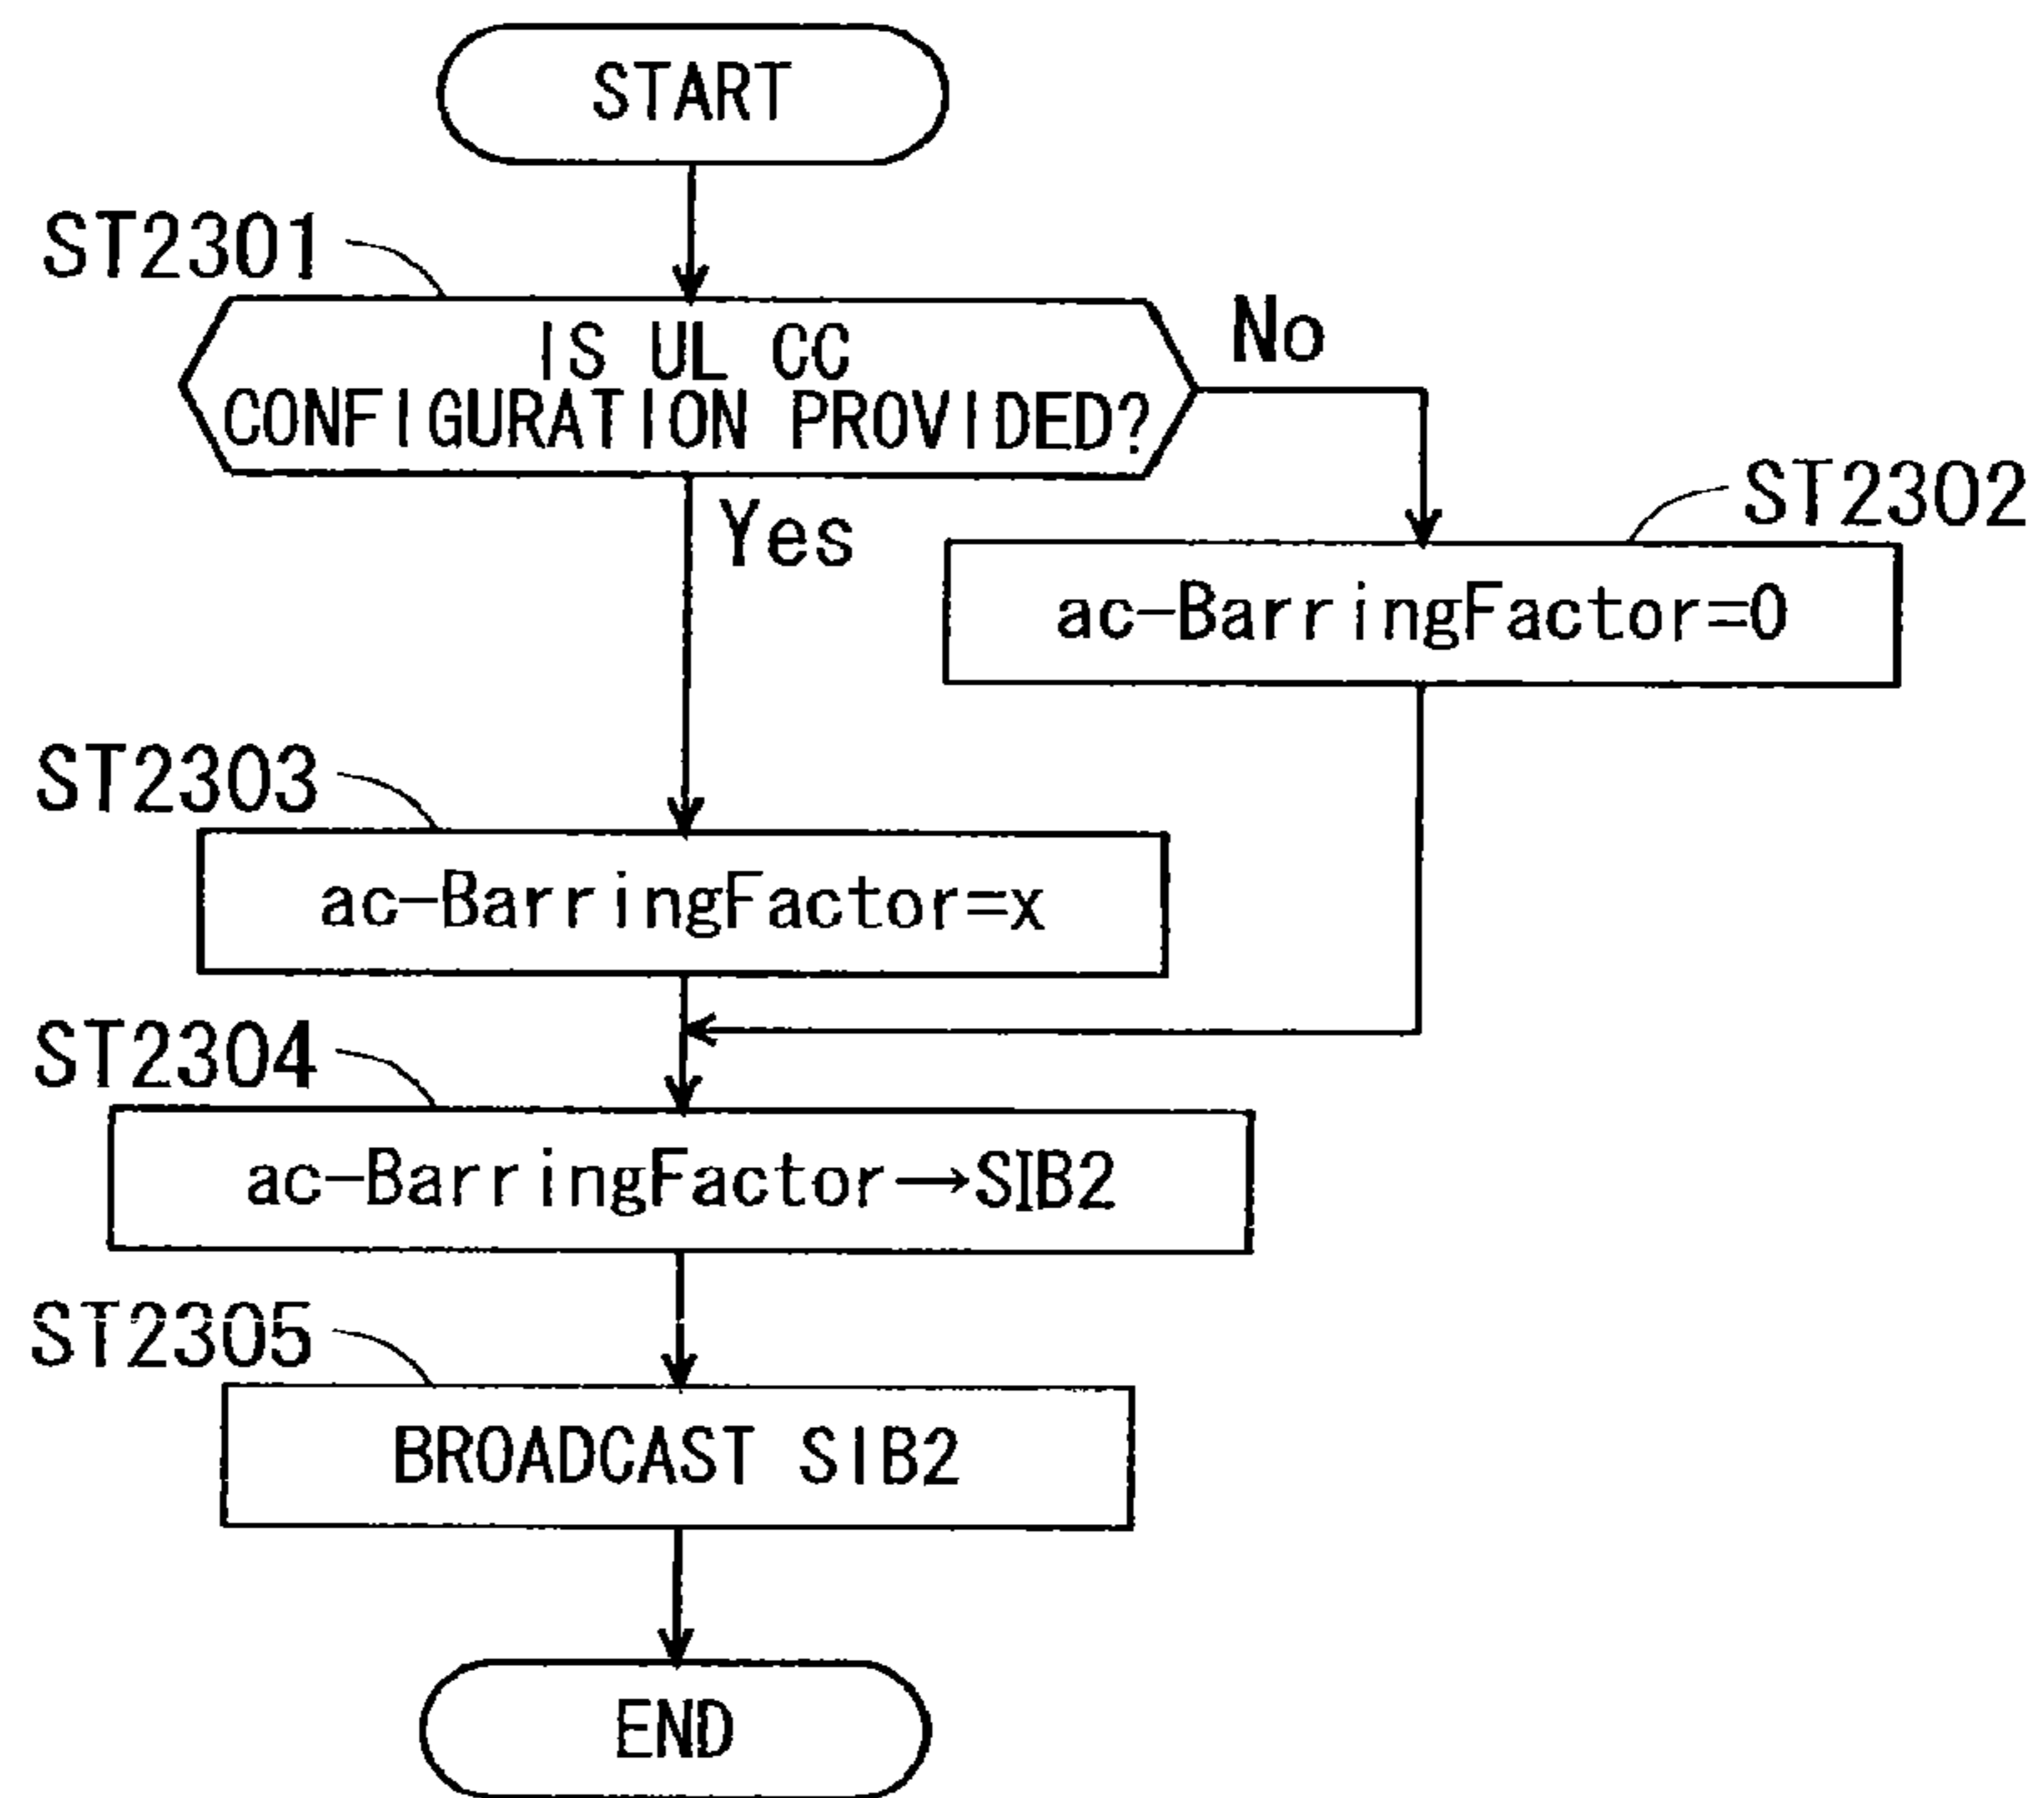 START
ST2301
IS UL CC
CONFIGURATION PROVIDED?
No
Yes
ST2302
ac-BarringFactor=0
ST2303
ac-BarringFactor=x
ST2304
ac-BarringFactor→SIB2
ST2305
BROADCAST SIB2
END